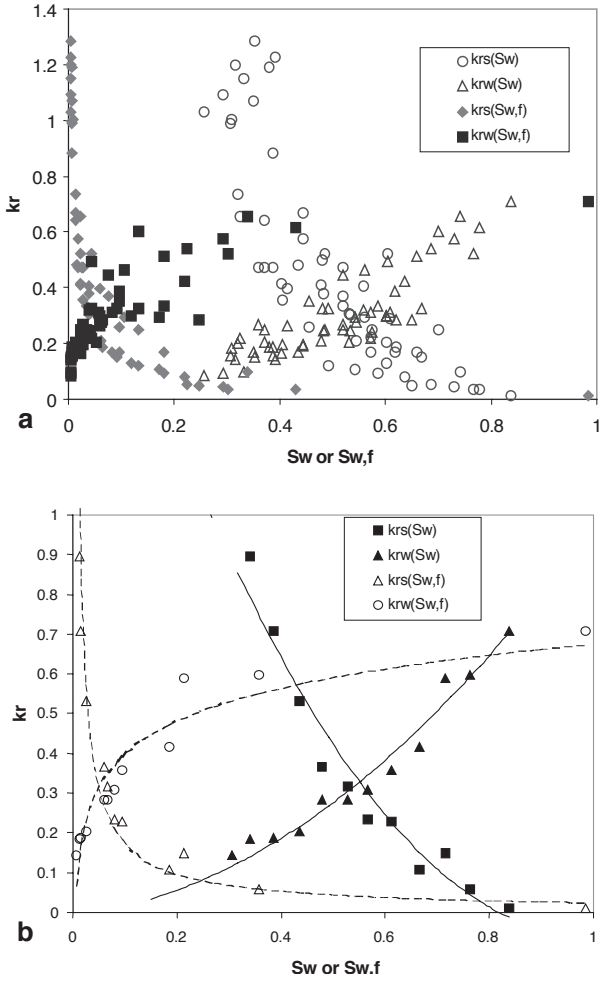 1.4
1.2
1
0.8
0.6
0.4
0.2
0
kr
krs(Sw)
krw(Sw)
krs(Sw,f)
krw(Sw,f)
0 0.2 0.4 0.6 0.8 1
a
Sw or Sw,f
1
0.9
0.8
0.7
0.6
0.5
0.4
0.3
0.2
0.1
0
kr
krs(Sw)
krw(Sw)
krs(Sw,f)
krw(Sw,f)
0 0.2 0.4 0.6 0.8 1
b
Sw or Sw.f